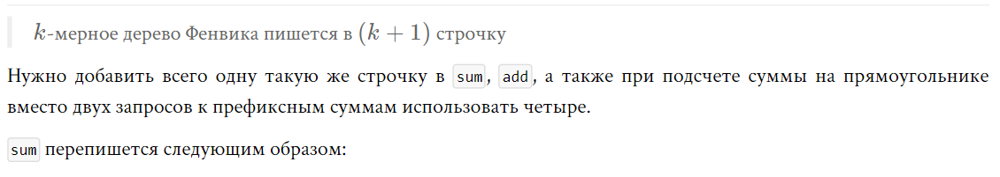 k-мерное дерево Фенвика пишется в (k + 1) строчку
Нужно добавить всего одну такую же строчку в sum, add, а также при подсчете суммы на прямоугольнике
вместо двух запросов к префиксным суммам использовать четыре.
sum перепишется следующим образом: